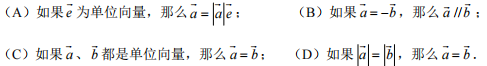 （A）如果 $\vec{e}$ 为单位向量，那么 $\vec{a}=|\vec{a}|\vec{e}$； （B）如果 $\vec{a}=-\vec{b}$，那么 $\vec{a}//\vec{b}$；
（C）如果 $\vec{a}$、$\vec{b}$ 都是单位向量，那么 $\vec{a}=\vec{b}$； （D）如果 $|\vec{a}|=|\vec{b}|$，那么 $\vec{a}=\vec{b}$．